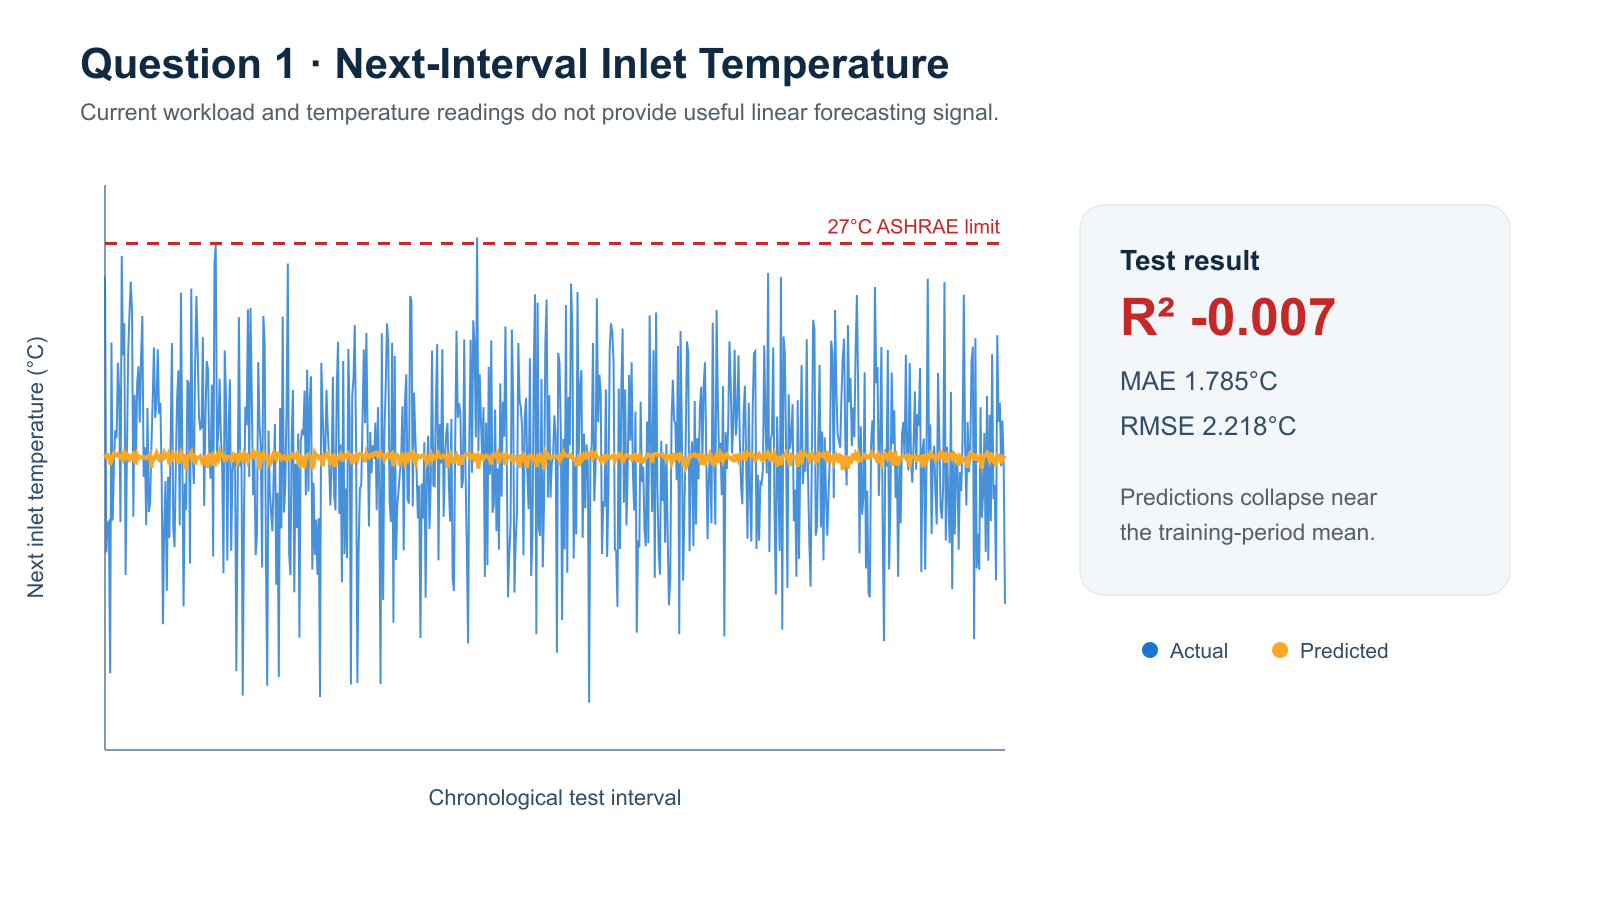 Question 1 · Next-Interval Inlet Temperature
Current workload and temperature readings do not provide useful linear forecasting signal.
27°C ASHRAE limit
Next inlet temperature (°C)
Chronological test interval
Test result
R² -0.007
MAE 1.785°C
RMSE 2.218°C
Predictions collapse near
the training-period mean.
Actual
Predicted